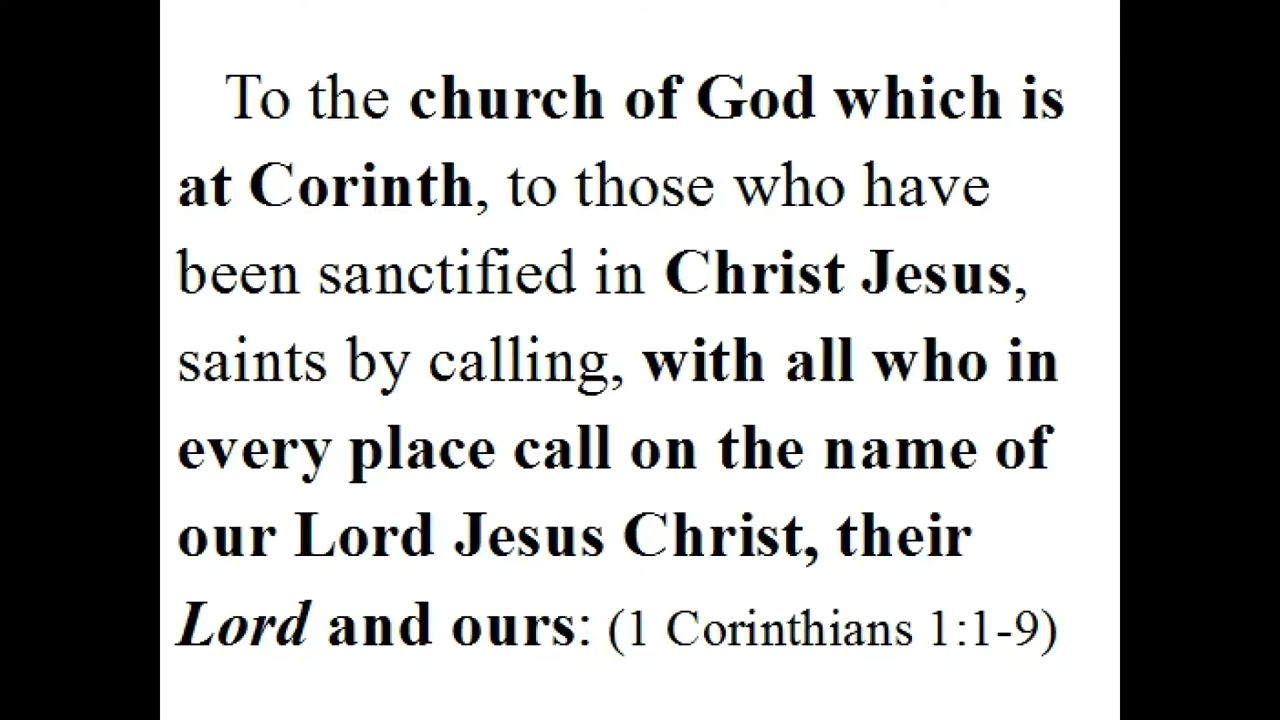 To the church of God which is
at Corinth, to those who have
been sanctified in Christ Jesus,
saints by calling, with all who in
every place call on the name of
our Lord Jesus Christ, their
Lord and ours: (1 Corinthians 1:1-9)